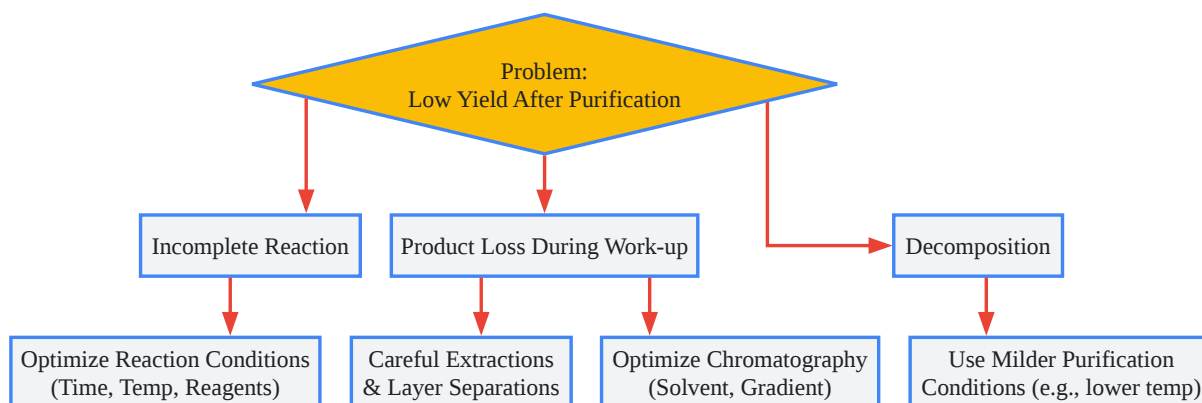 Problem:
Low Yield After Purification
Incomplete Reaction
Product Loss During Work-up
Decomposition
Optimize Reaction Conditions
(Time, Temp, Reagents)
Careful Extractions
& Layer Separations
Optimize Chromatography
(Solvent, Gradient)
Use Milder Purification
Conditions (e.g., lower temp)